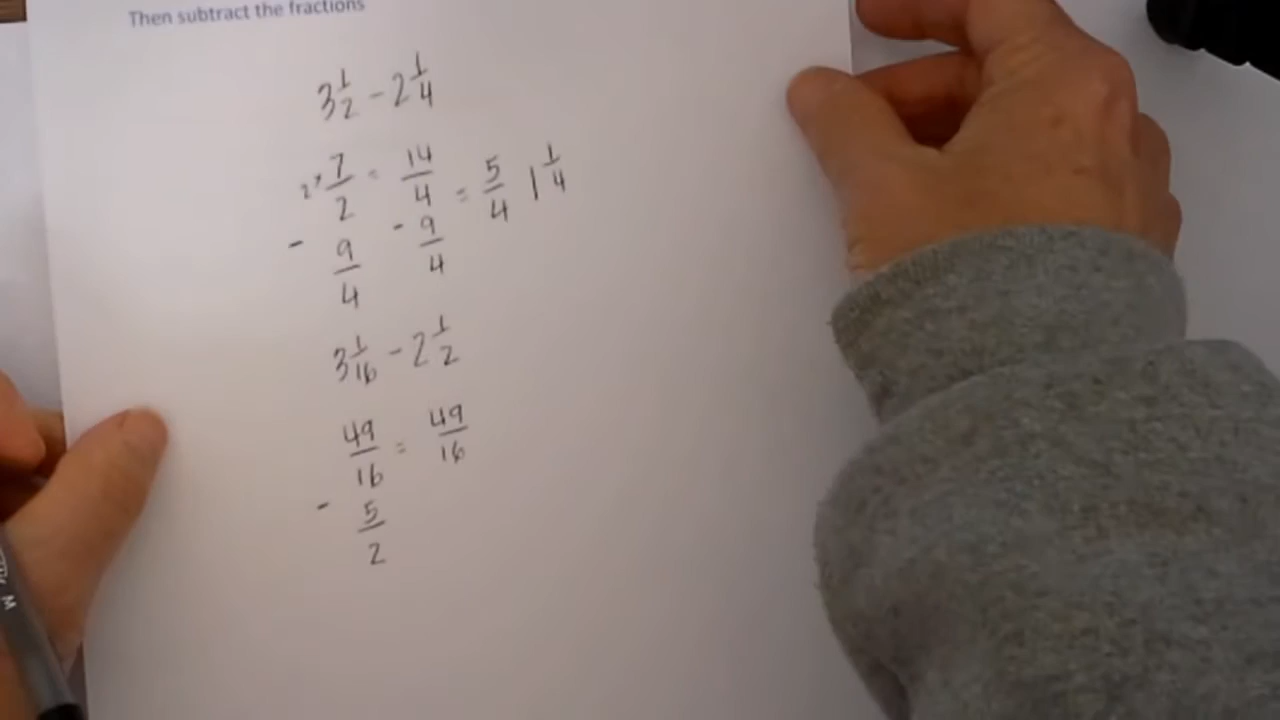 Then subtract the fractions
3 1/2 - 2 1/4
2× 7/2 = 14/4 = 5/4 1 1/4
- 9/4 - 9/4
3 1/16 - 2 1/2
49/16 = 49/16
- 5/2
M